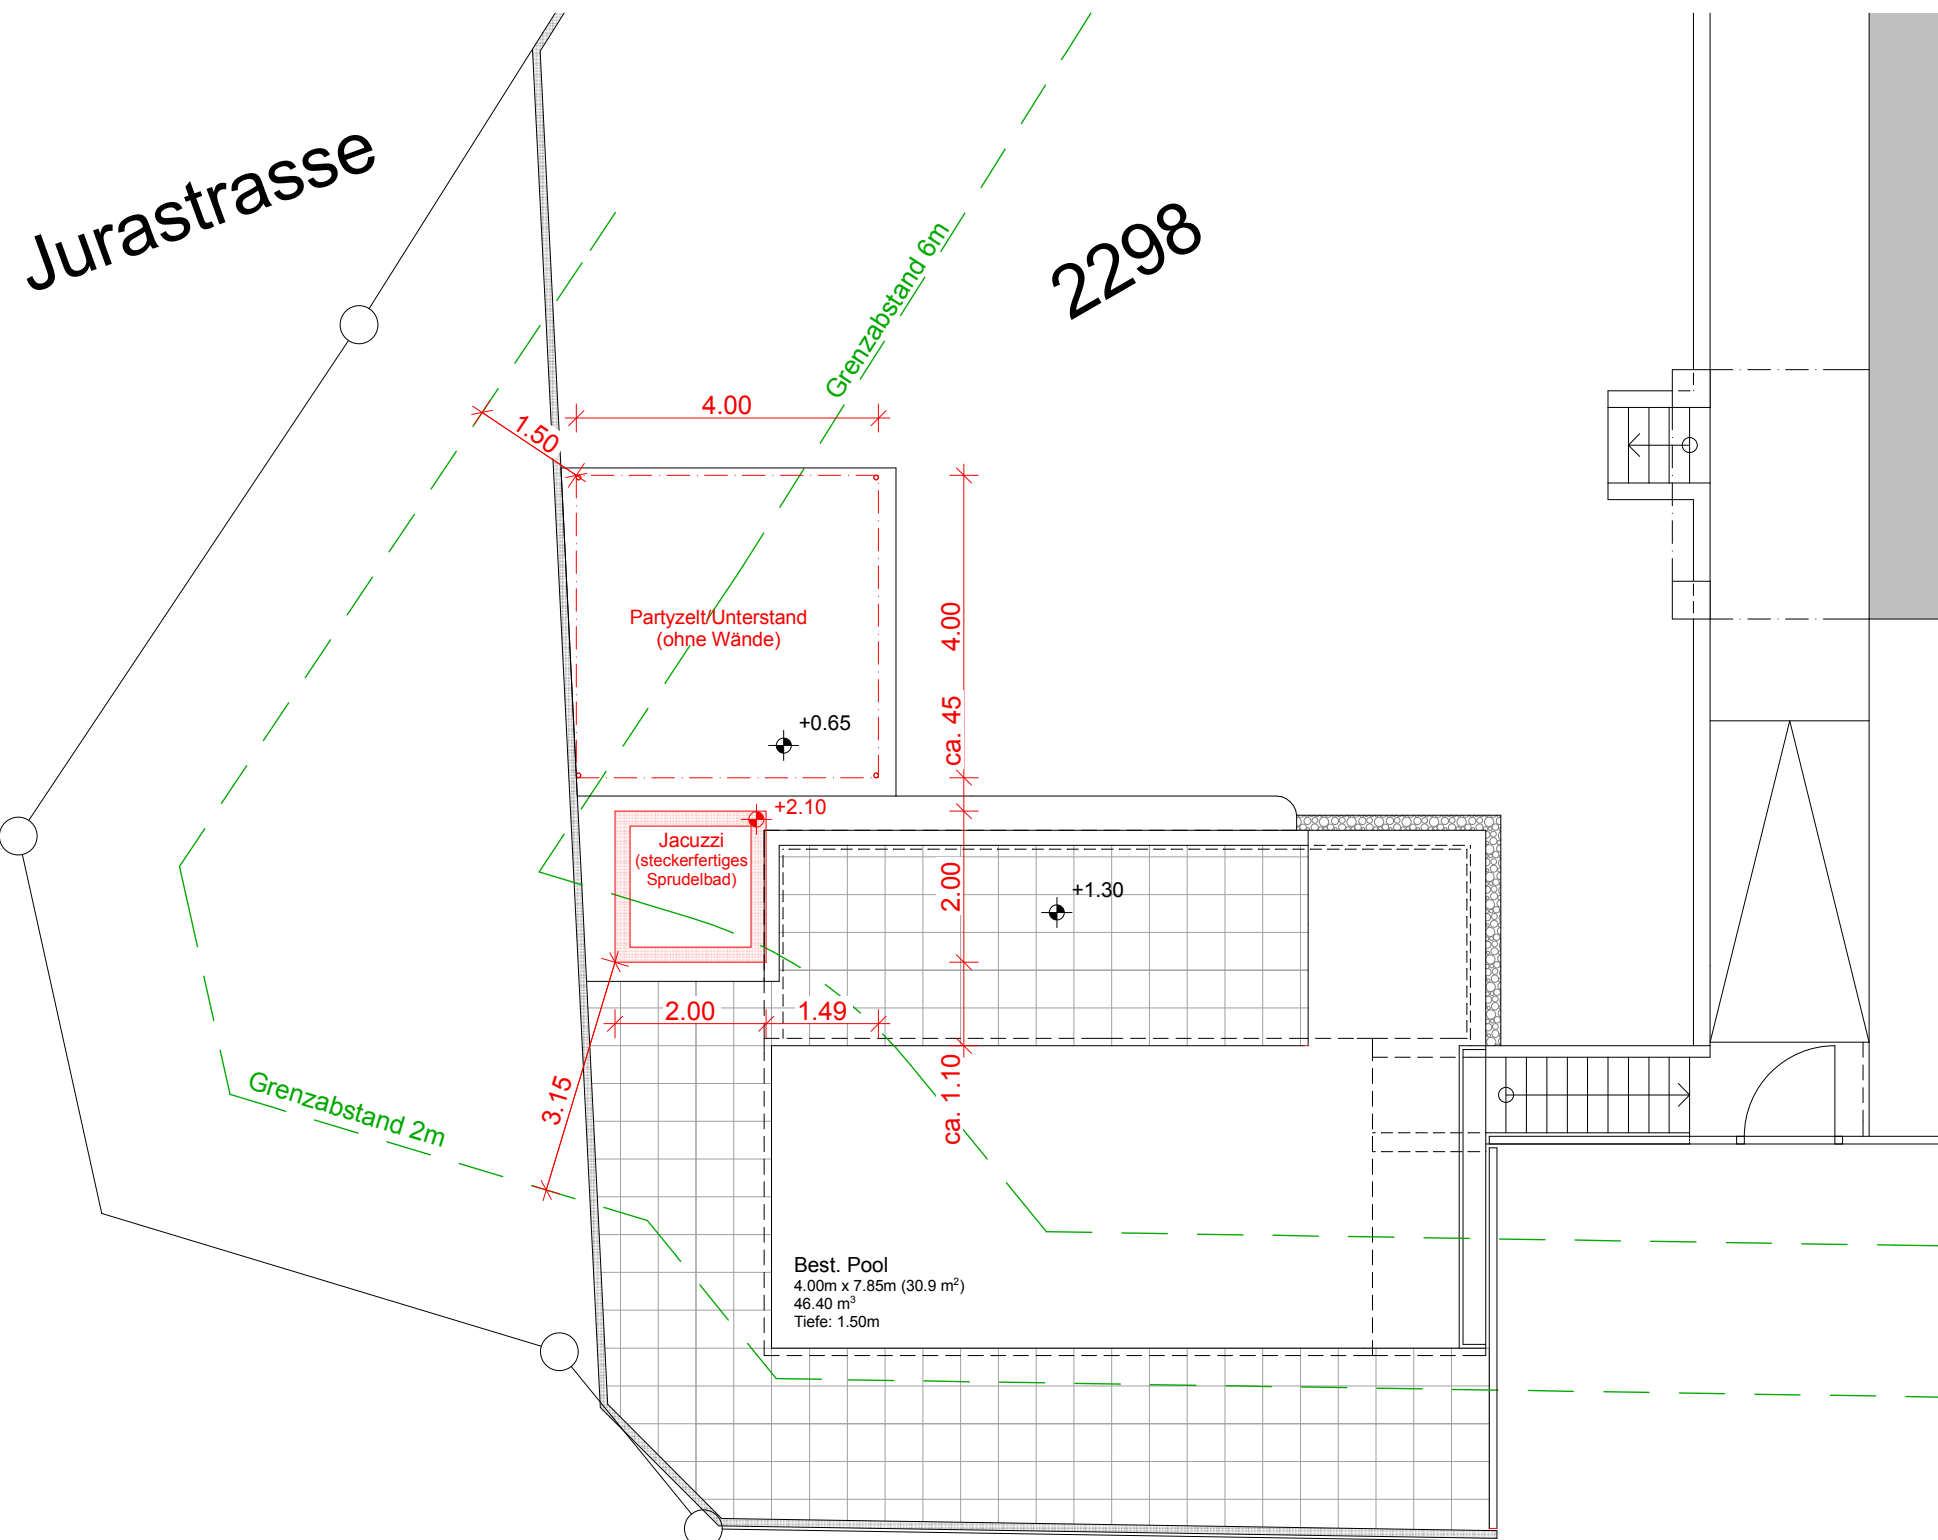 Jurastrasse
2298
Grenzabstand 6m
4.00
1.50
Partyzelt/Unterstand
(ohne Wände)
4.00
ca. 45
+0.65
+2.10
Jacuzzi
(steckerfertiges
Sprudelbad)
2.00
+1.30
2.00
1.49
ca. 1.10
3.15
Grenzabstand 2m
Best. Pool
4.00m x 7.85m (30.9 m²)
46.40 m³
Tiefe: 1.50m